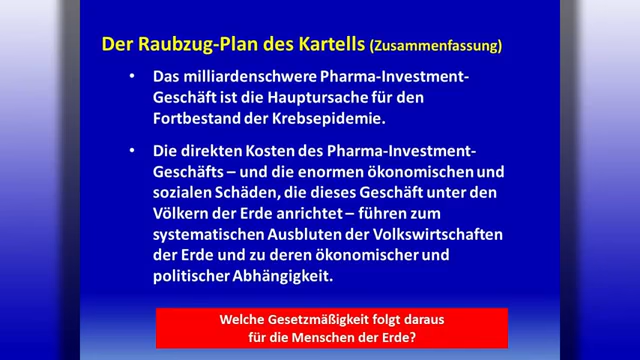 Der Raubzug-Plan des Kartells (Zusammenfassung)
• Das milliardenschwere Pharma-Investment-
Geschäft ist die Hauptursache für den
Fortbestand der Krebsepidemie.
• Die direkten Kosten des Pharma-Investment-
Geschäfts – und die enormen ökonomischen und
sozialen Schäden, die dieses Geschäft unter den
Völkern der Erde anrichtet – führen zum
systematischen Ausbluten der Volkswirtschaften
der Erde und zu deren ökonomischer und
politischer Abhängigkeit.
Welche Gesetzmäßigkeit folgt daraus
für die Menschen der Erde?